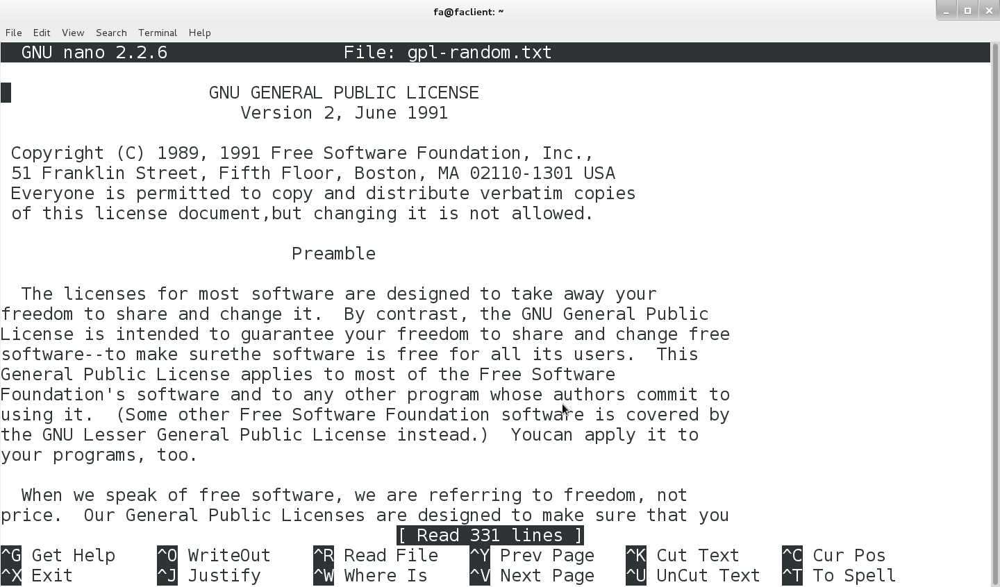 fa@faclient: ~
File Edit View Search Terminal Help
GNU nano 2.2.6 File: gpl-random.txt
GNU GENERAL PUBLIC LICENSE
Version 2, June 1991
Copyright (C) 1989, 1991 Free Software Foundation, Inc.,
51 Franklin Street, Fifth Floor, Boston, MA 02110-1301 USA
Everyone is permitted to copy and distribute verbatim copies
of this license document,but changing it is not allowed.
Preamble
The licenses for most software are designed to take away your
freedom to share and change it.  By contrast, the GNU General Public
License is intended to guarantee your freedom to share and change free
software--to make surethe software is free for all its users.  This
General Public License applies to most of the Free Software
Foundation's software and to any other program whose authors commit to
using it.  (Some other Free Software Foundation software is covered by
the GNU Lesser General Public License instead.)  Youcan apply it to
your programs, too.
When we speak of free software, we are referring to freedom, not
price.  Our General Public Licenses are designed to make sure that you
[ Read 331 lines ]
^G Get Help ^O WriteOut ^R Read File ^Y Prev Page ^K Cut Text ^C Cur Pos
^X Exit ^J Justify ^W Where Is ^V Next Page ^U UnCut Text ^T To Spell